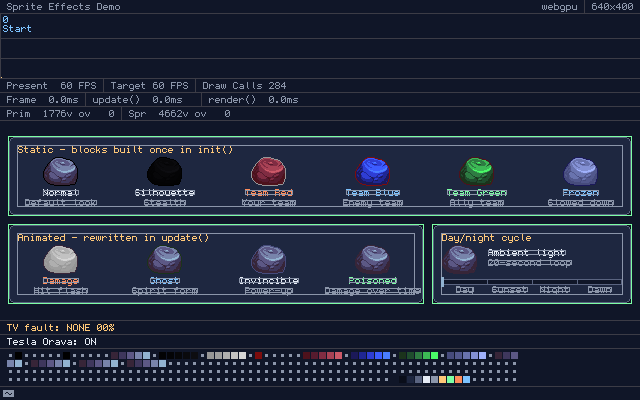 Sprite Effects Demo webgpu 640x400
0
Start
Present 60 FPS Target 60 FPS Draw Calls 284
Frame 0.0ms update() 0.0ms render() 0.0ms
Prim 1776v ov 0 Spr 4662v ov 0
Static - blocks built once in init()
Normal Silhouette Team Red Team Blue Team Green Frozen
Default look Stealth Your team Enemy team Ally team Slowed down
Animated - rewritten in update()
Damage Ghost Invincible Poisoned
Hit flash Spirit form Power-up Damage over time
Day/night cycle
Ambient light
20-second loop
Day Sunset Night Dawn
TV fault: NONE 00%
Tesla Orava: ON